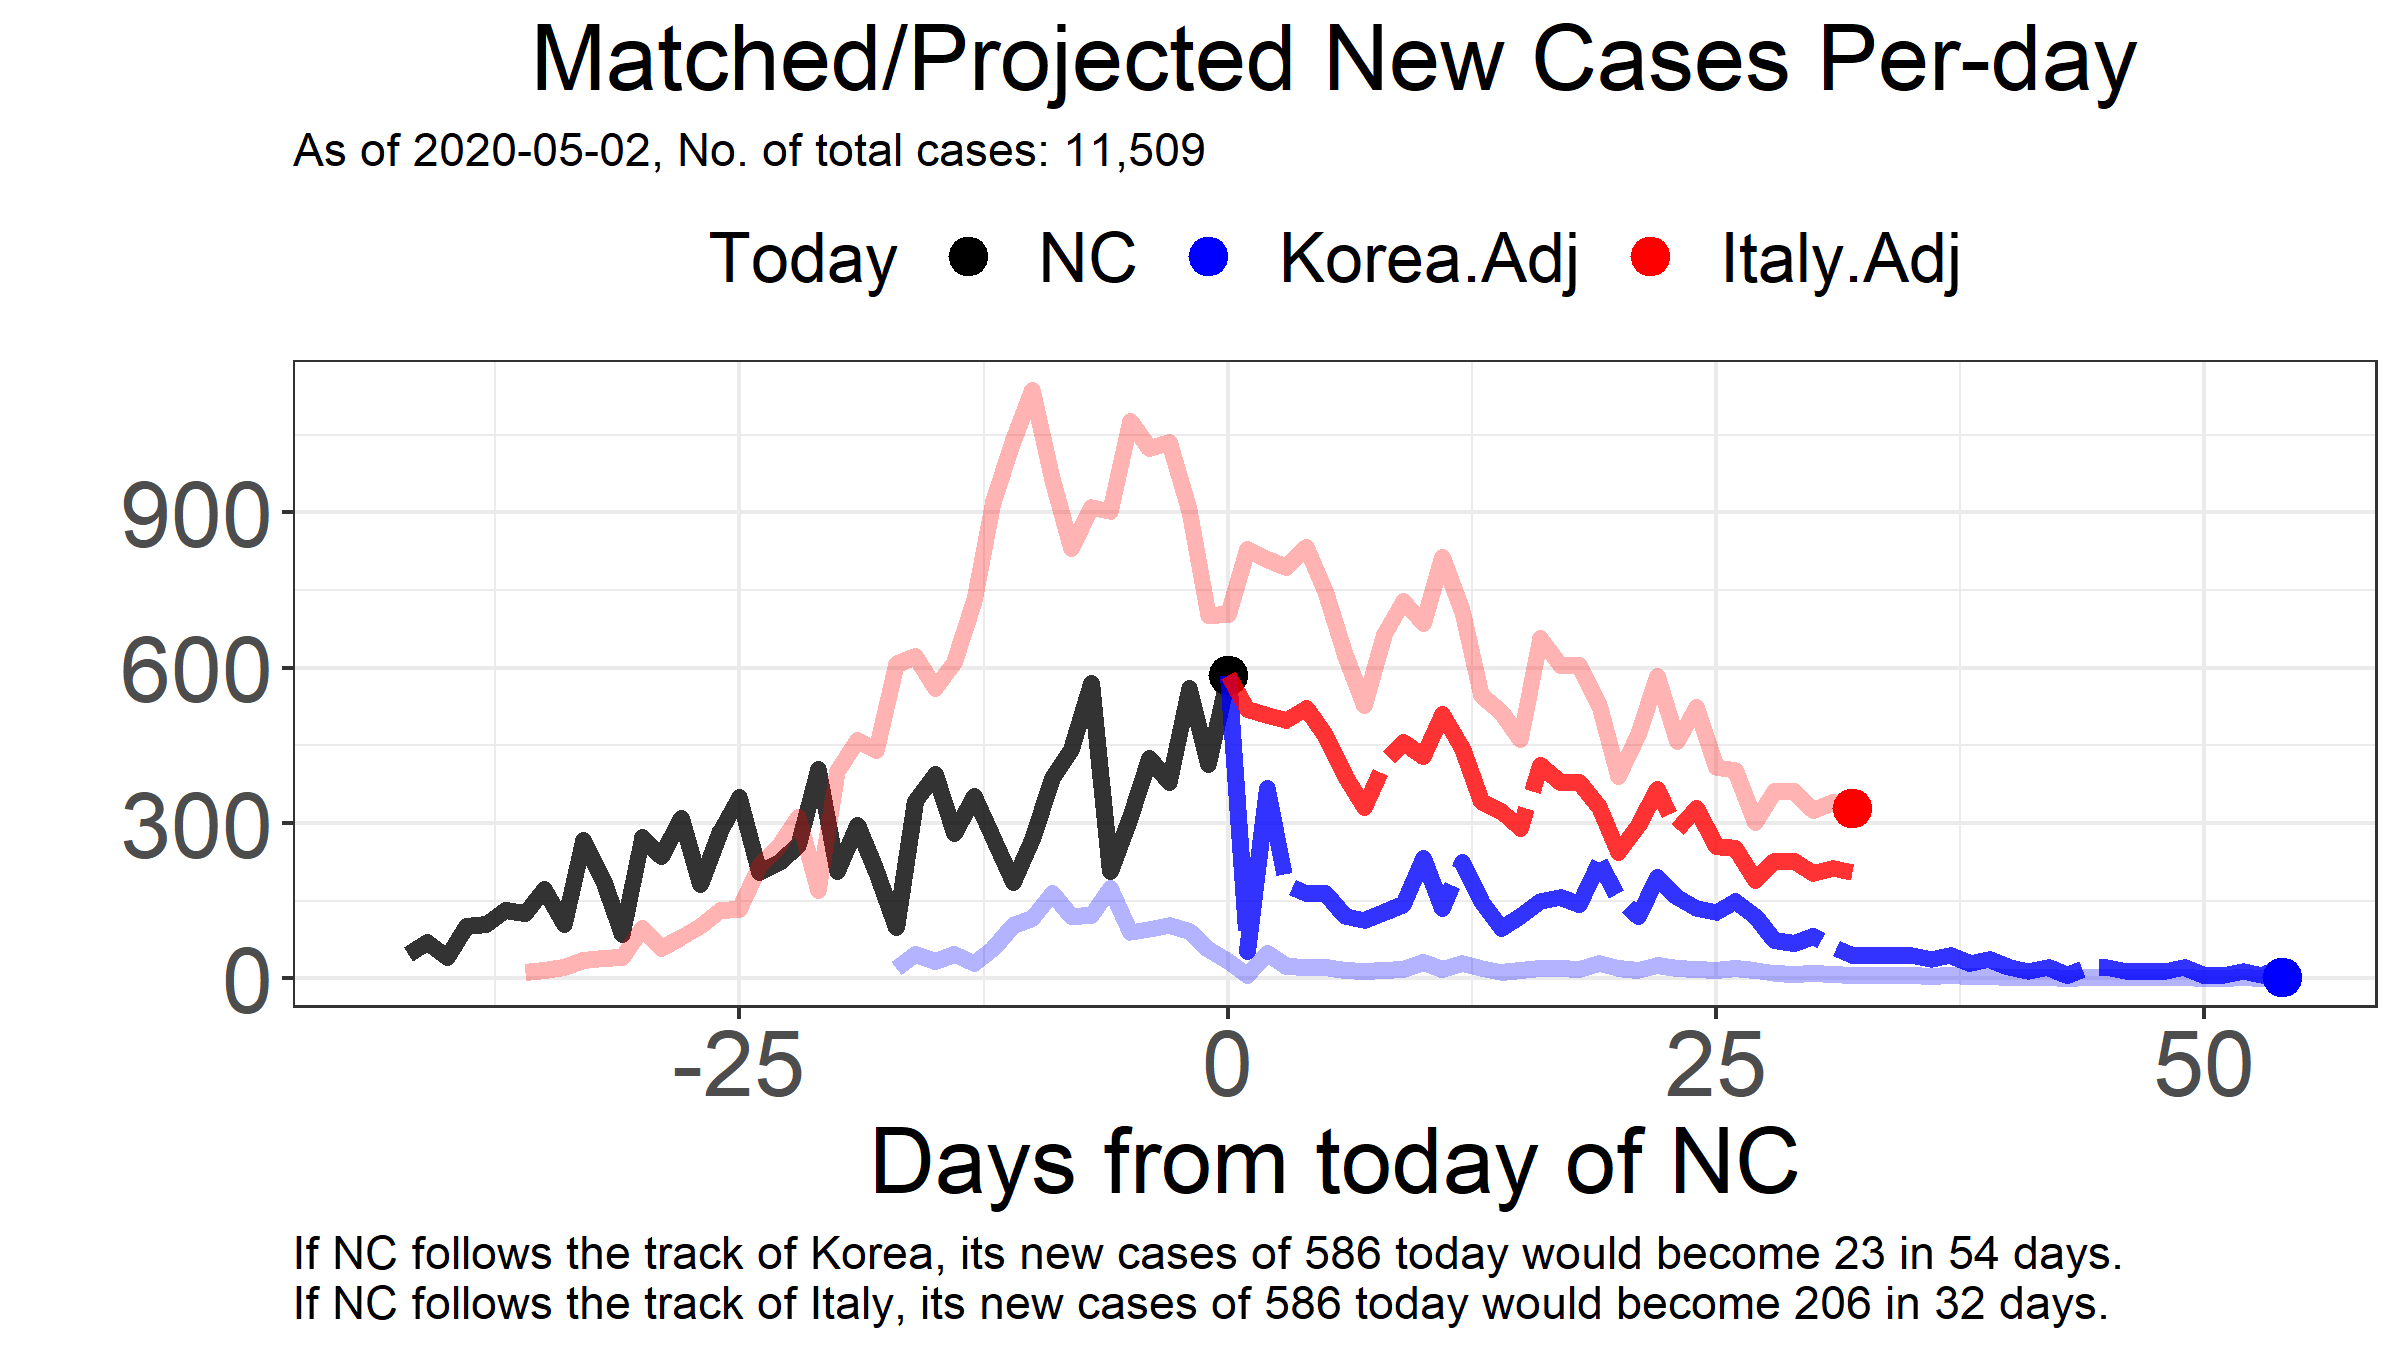 Matched/Projected New Cases Per-day
As of 2020-05-02, No. of total cases: 11,509
Today NC Korea.Adj Italy.Adj
900
600
300
0
-25 0 25 50
Days from today of NC
If NC follows the track of Korea, its new cases of 586 today would become 23 in 54 days.
If NC follows the track of Italy, its new cases of 586 today would become 206 in 32 days.